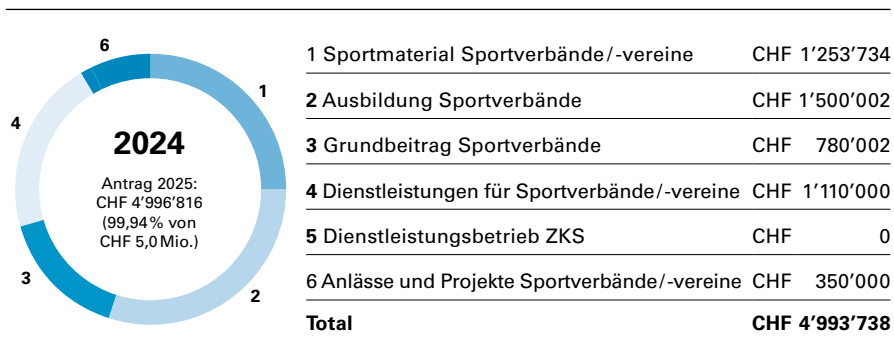 6
1
4
2024
Antrag 2025:
CHF 4’996’816
(99,94% von
CHF 5,0 Mio.)
3
2
1 Sportmaterial Sportverbände/-vereine CHF 1’253’734
2 Ausbildung Sportverbände CHF 1’500’002
3 Grundbeitrag Sportverbände CHF 780’002
4 Dienstleistungen für Sportverbände/-vereine CHF 1’110’000
5 Dienstleistungsbetrieb ZKS CHF 0
6 Anlässe und Projekte Sportverbände/-vereine CHF 350’000
Total CHF 4’993’738